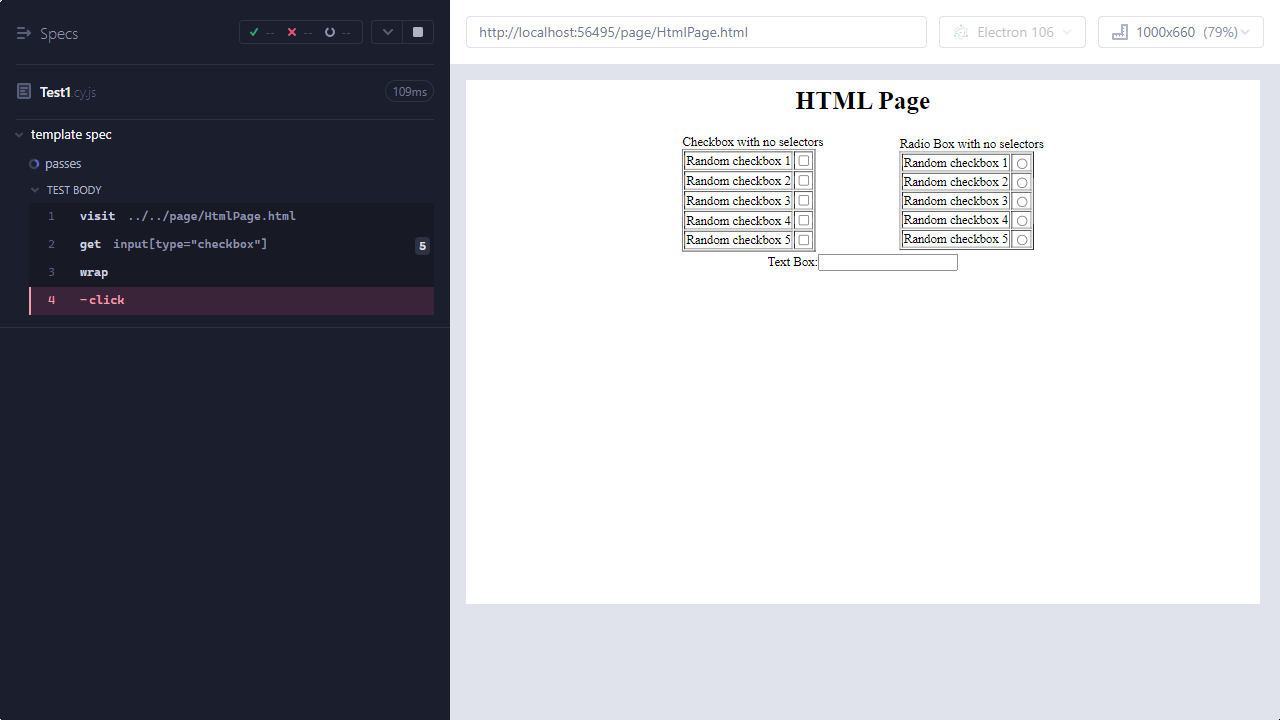 Specs
-- -- --
Test1.cy.js
109ms
template spec
passes
TEST BODY
1 visit ../../page/HtmlPage.html
2 get input[type="checkbox"] 5
3 wrap
4 -click
http://localhost:56495/page/HtmlPage.html
Electron 106
1000x660 (79%)
HTML Page
Checkbox with no selectors
Random checkbox 1
Random checkbox 2
Random checkbox 3
Random checkbox 4
Random checkbox 5
Radio Box with no selectors
Random checkbox 1
Random checkbox 2
Random checkbox 3
Random checkbox 4
Random checkbox 5
Text Box: